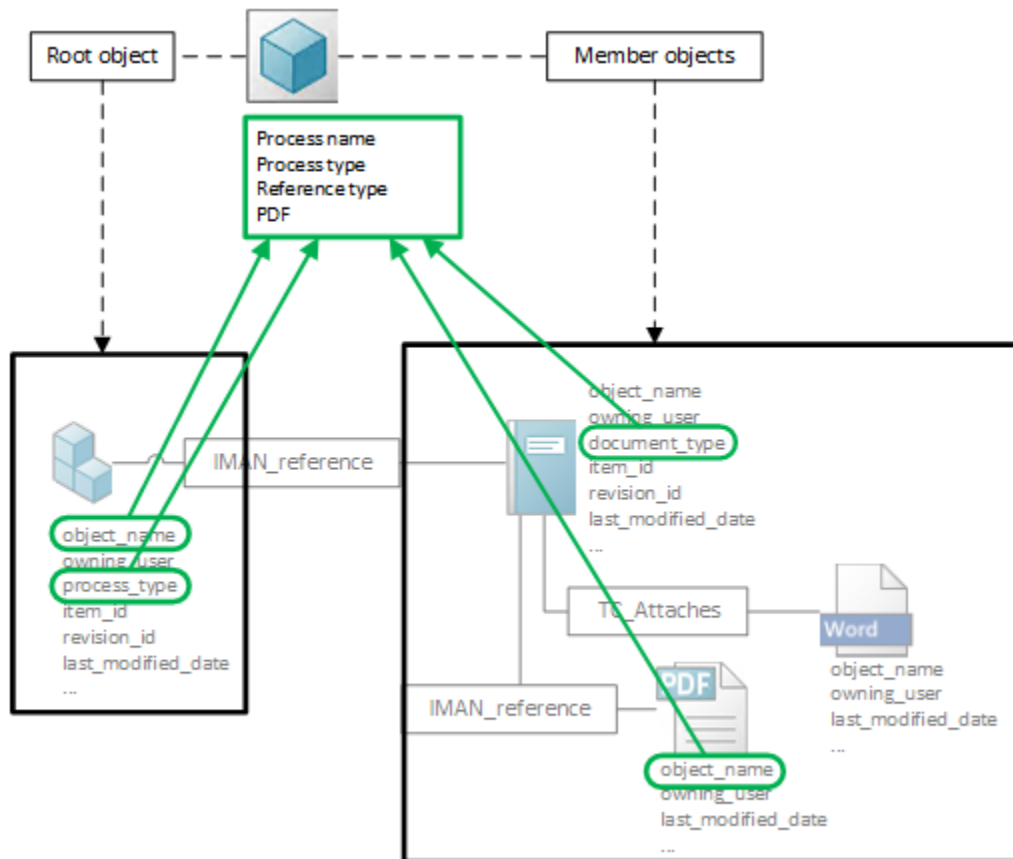 Root object
Member objects
Process name
Process type
Reference type
PDF
IMAN_reference
object_name
owning_user
process_type
item_id
revision_id
last_modified_date
...
object_name
owning_user
document_type
item_id
revision_id
last_modified_date
...
TC_Attaches
Word
object_name
owning_user
last_modified_date
...
IMAN_reference
PDF
object_name
owning_user
last_modified_date
...